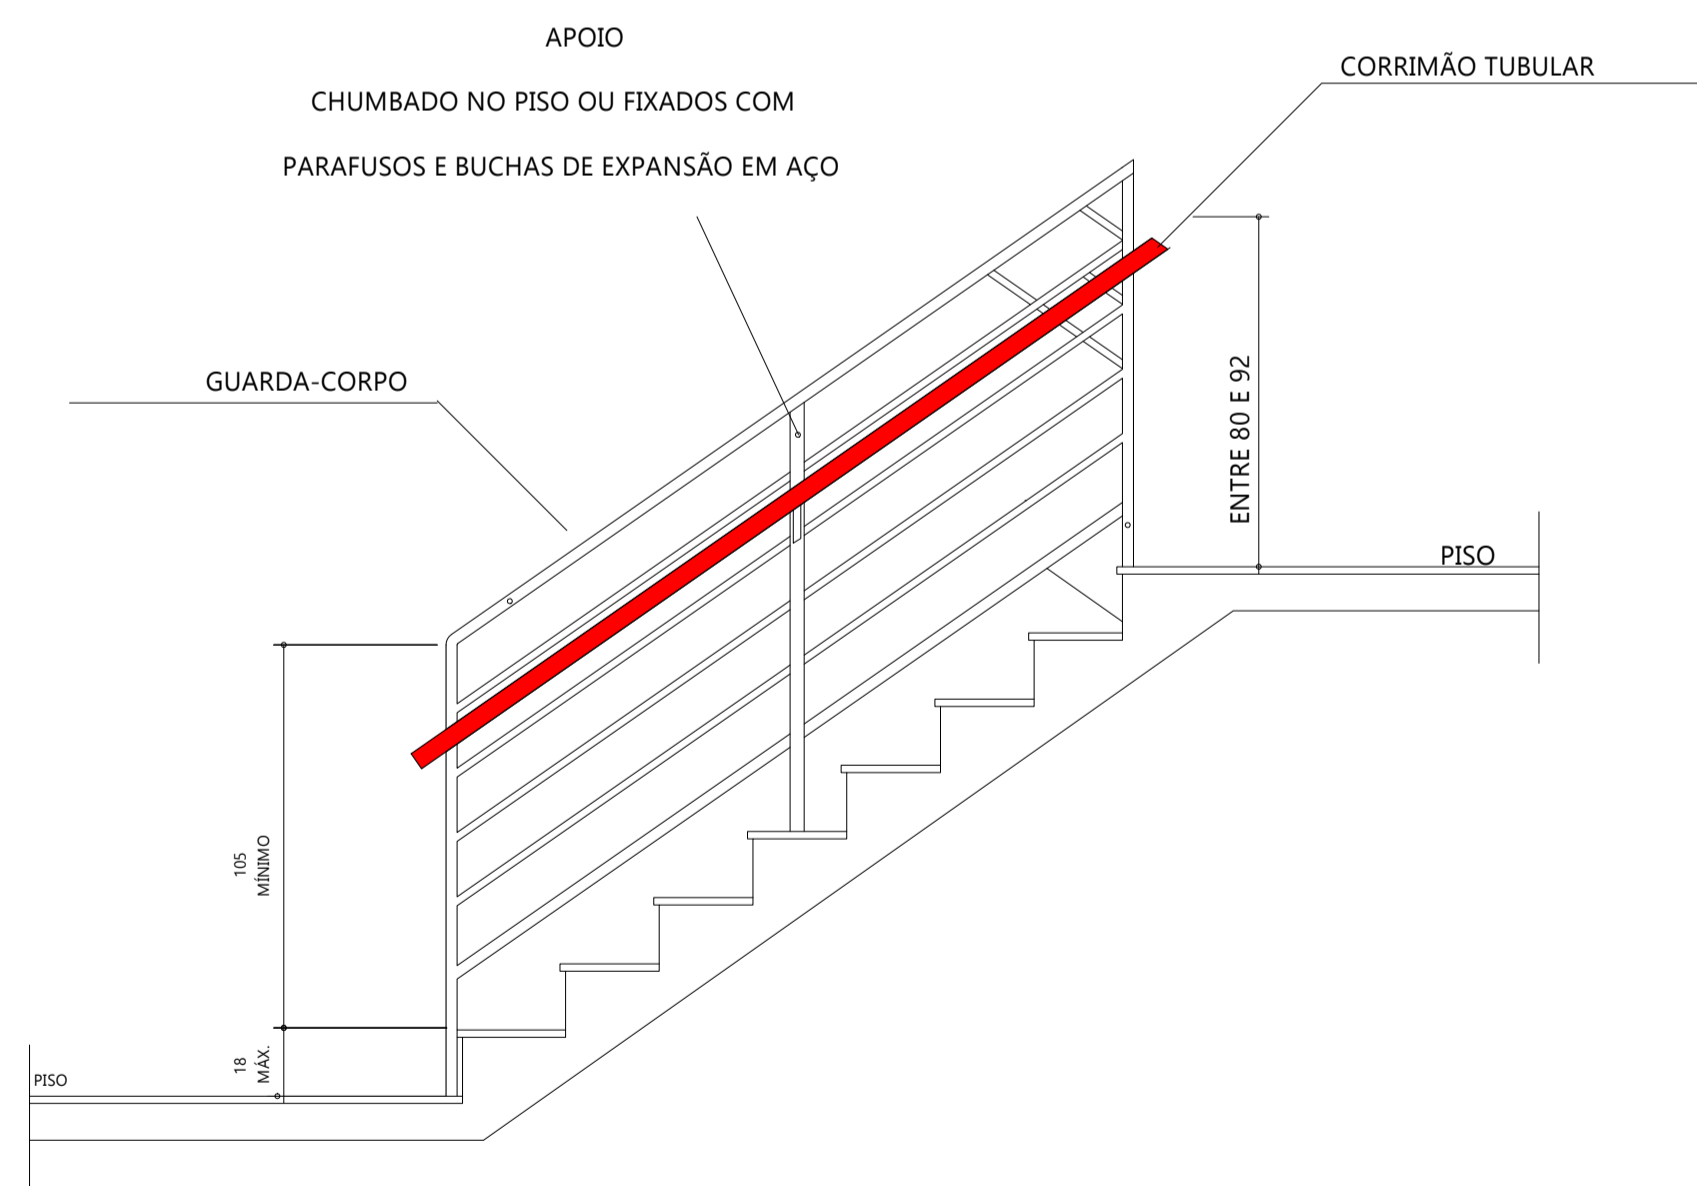 APOIO
CHUMBADO NO PISO OU FIXADOS COM
PARAFUSOS E BUCHAS DE EXPANSÃO EM AÇO
CORRIMÃO TUBULAR
GUARDA-CORPO
ENTRE 80 E 92
PISO
105
MÍNIMO
18
MÁX.
PISO